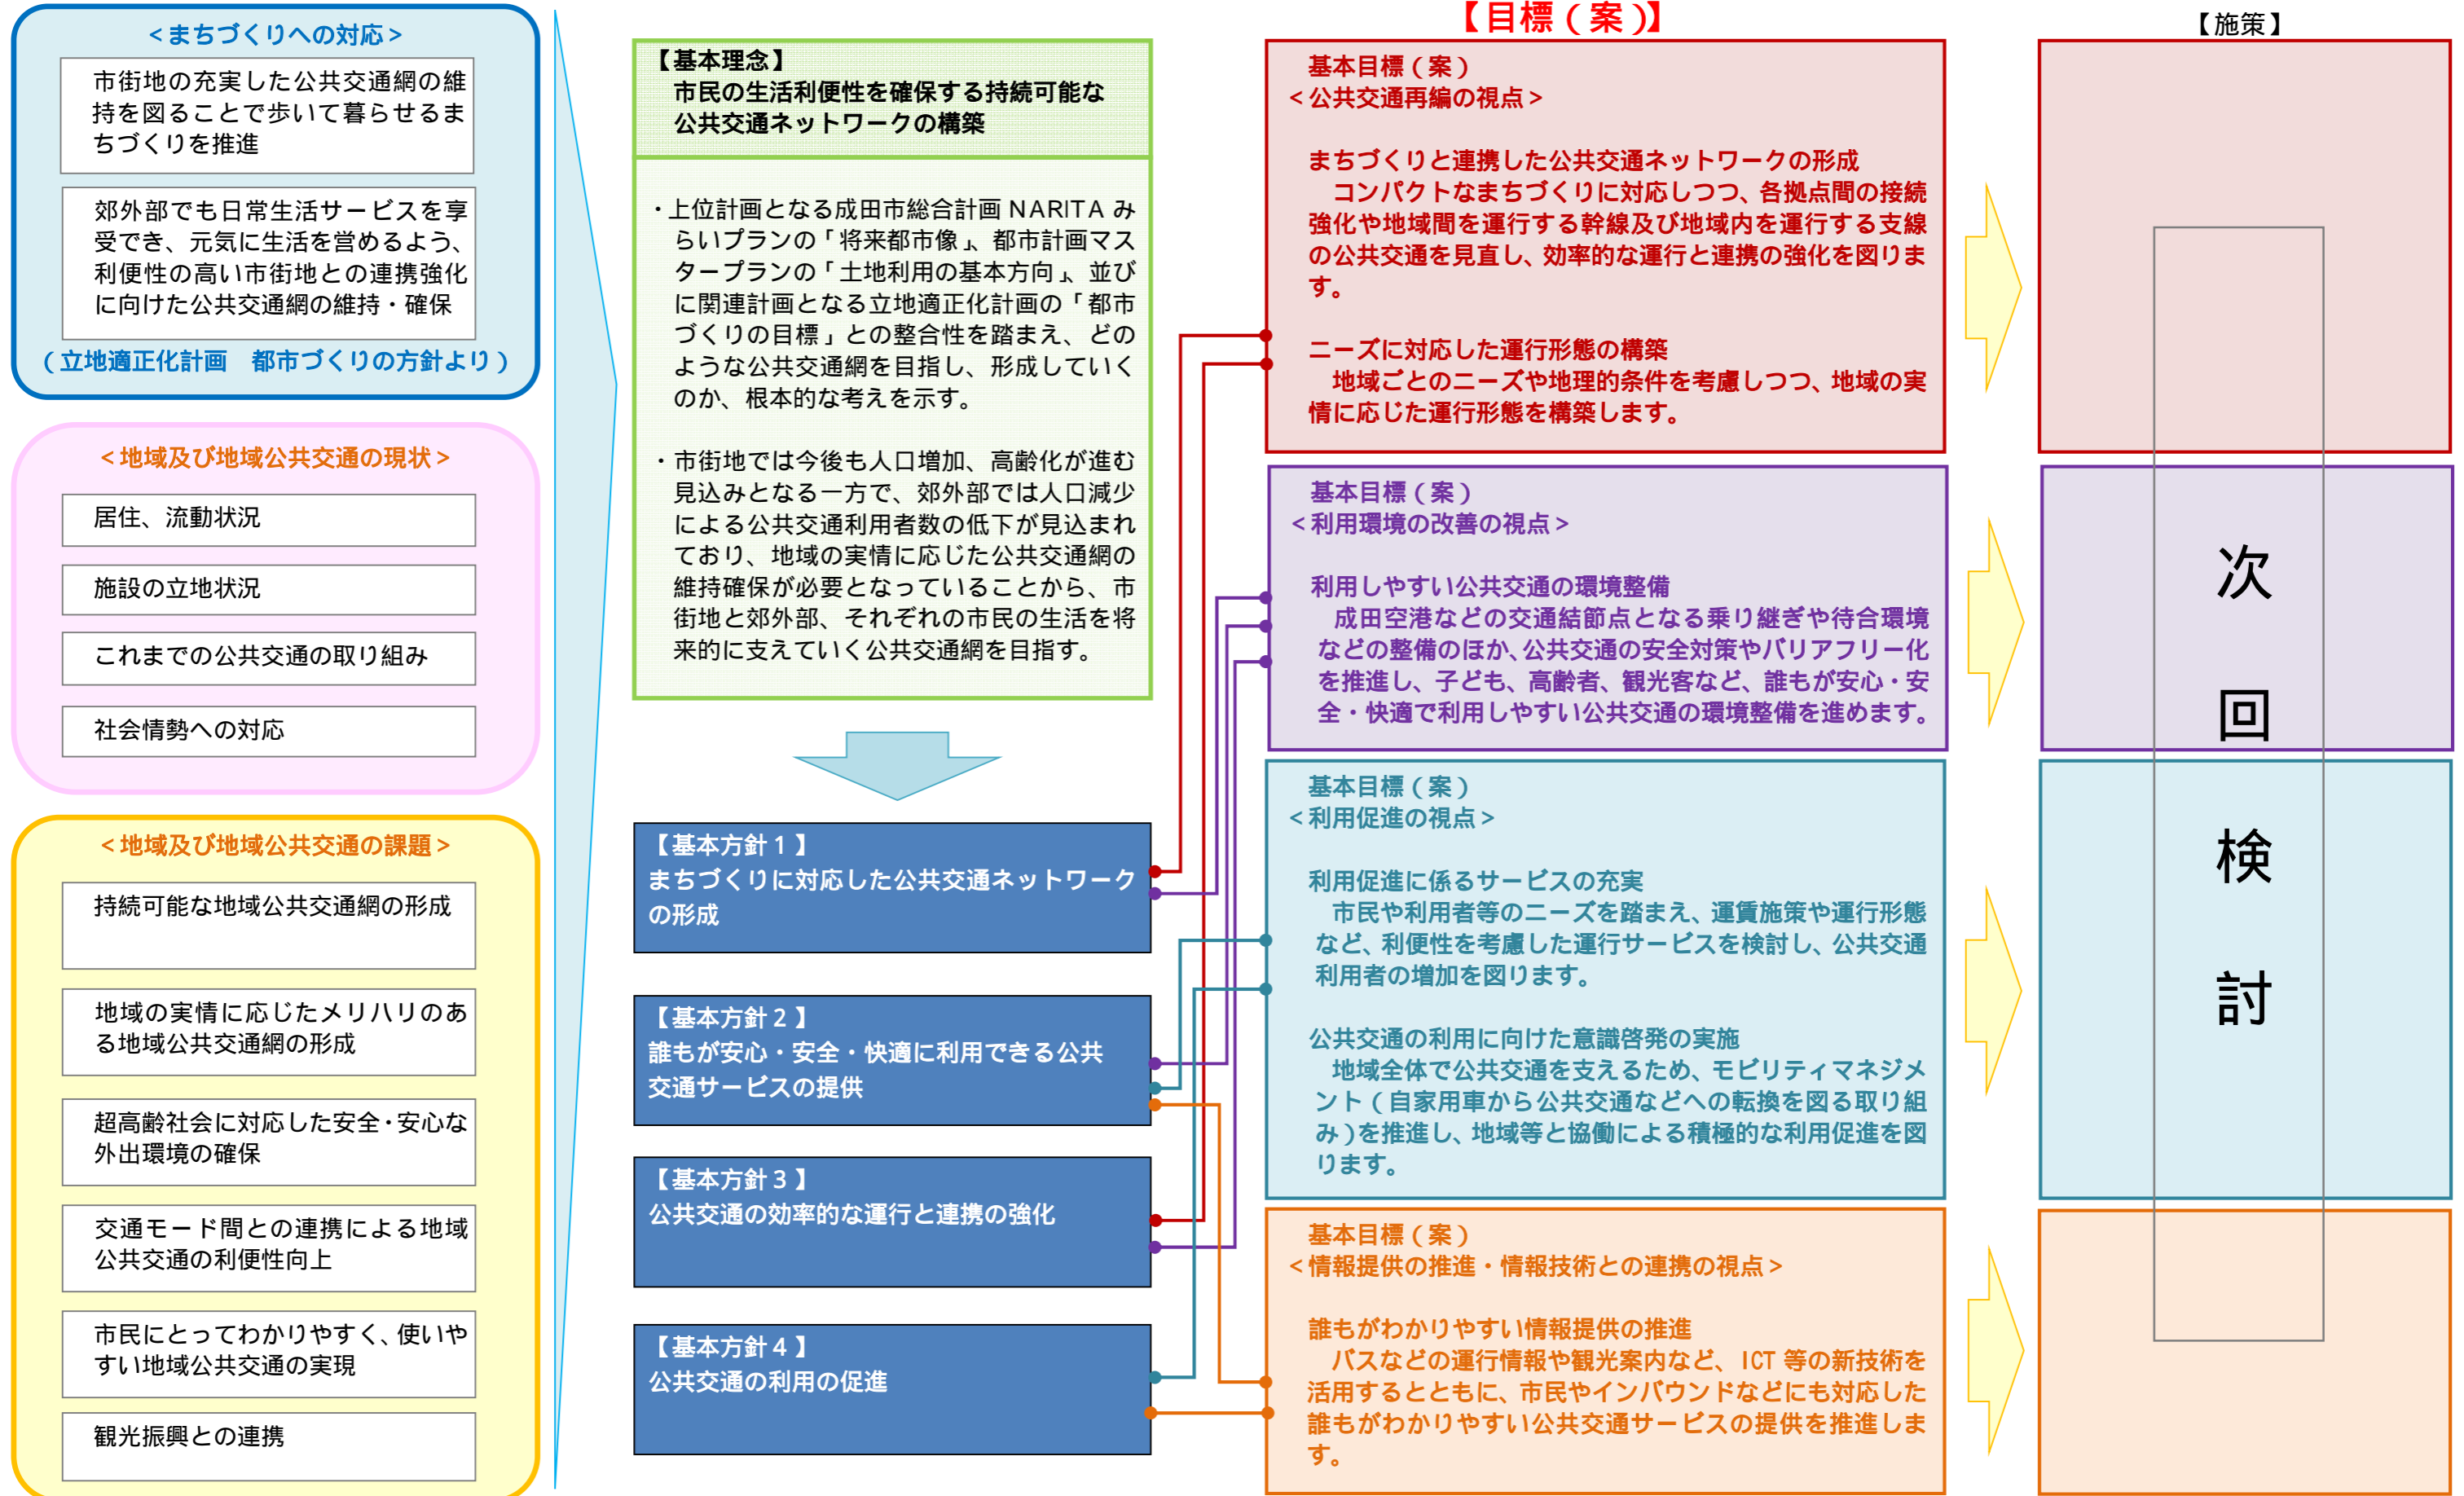 ＜まちづくりへの対応＞
市街地の充実した公共交通網の維
持を図ることで歩いて暮らせるま
ちづくりを推進
郊外部でも日常生活サービスを享
受でき、元気に生活を営めるよう、
利便性の高い市街地との連携強化
に向けた公共交通網の維持・確保
（立地適正化計画　都市づくりの方針より）
＜地域及び地域公共交通の現状＞
居住、流動状況
施設の立地状況
これまでの公共交通の取り組み
社会情勢への対応
＜地域及び地域公共交通の課題＞
持続可能な地域公共交通網の形成
地域の実情に応じたメリハリのあ
る地域公共交通網の形成
超高齢社会に対応した安全・安心な
外出環境の確保
交通モード間との連携による地域
公共交通の利便性向上
市民にとってわかりやすく、使いや
すい地域公共交通の実現
観光振興との連携
【基本理念】
市民の生活利便性を確保する持続可能な
公共交通ネットワークの構築
・上位計画となる成田市総合計画 NARITA み
らいプランの「将来都市像」、都市計画マス
タープランの「土地利用の基本方向」、並び
に関連計画となる立地適正化計画の「都市
づくりの目標」との整合性を踏まえ、どの
ような公共交通網を目指し、形成していく
のか、根本的な考えを示す。
・市街地では今後も人口増加、高齢化が進む
見込みとなる一方で、郊外部では人口減少
による公共交通利用者数の低下が見込まれ
ており、地域の実情に応じた公共交通網の
維持確保が必要となっていることから、市
街地と郊外部、それぞれの市民の生活を将
来的に支えていく公共交通網を目指す。
【基本方針１】
まちづくりに対応した公共交通ネットワーク
の形成
【基本方針２】
誰もが安心・安全・快適に利用できる公共
交通サービスの提供
【基本方針３】
公共交通の効率的な運行と連携の強化
【基本方針４】
公共交通の利用の促進
【目標（案）】
基本目標（案）
＜公共交通再編の視点＞
まちづくりと連携した公共交通ネットワークの形成
コンパクトなまちづくりに対応しつつ、各拠点間の接続
強化や地域間を運行する幹線及び地域内を運行する支線
の公共交通を見直し、効率的な運行と連携の強化を図りま
す。
ニーズに対応した運行形態の構築
地域ごとのニーズや地理的条件を考慮しつつ、地域の実
情に応じた運行形態を構築します。
基本目標（案）
＜利用環境の改善の視点＞
利用しやすい公共交通の環境整備
成田空港などの交通結節点となる乗り継ぎや待合環境
などの整備のほか、公共交通の安全対策やバリアフリー化
を推進し、子ども、高齢者、観光客など、誰もが安心・安
全・快適で利用しやすい公共交通の環境整備を進めます。
基本目標（案）
＜利用促進の視点＞
利用促進に係るサービスの充実
市民や利用者等のニーズを踏まえ、運賃施策や運行形態
など、利便性を考慮した運行サービスを検討し、公共交通
利用者の増加を図ります。
公共交通の利用に向けた意識啓発の実施
地域全体で公共交通を支えるため、モビリティマネジメ
ント（自家用車から公共交通などへの転換を図る取り組
み）を推進し、地域等と協働による積極的な利用促進を図
ります。
基本目標（案）
＜情報提供の推進・情報技術との連携の視点＞
誰もがわかりやすい情報提供の推進
バスなどの運行情報や観光案内など、ICT 等の新技術を
活用するとともに、市民やインバウンドなどにも対応した
誰もがわかりやすい公共交通サービスの提供を推進しま
す。
【施策】
次
回
検
討